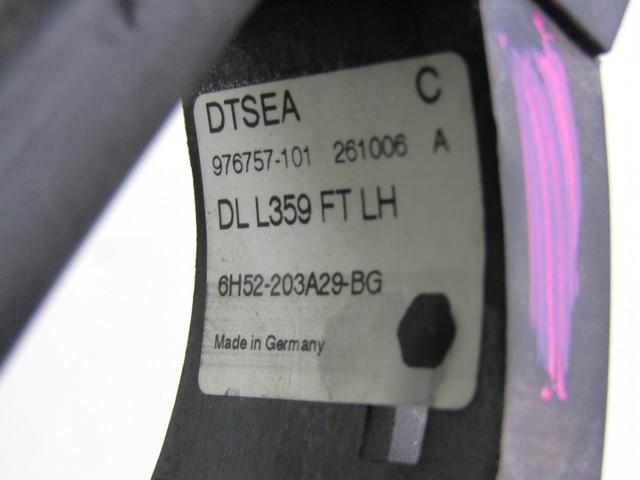 DTSEA C
976757-101 261006 A
DL L359 FT LH
6H52-203A29-BG
Made in Germany